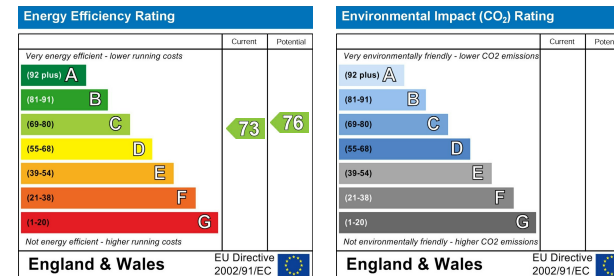 Energy Efficiency Rating
Current Potential
Very energy efficient - lower running costs
(92 plus) A
(81-91) B
(69-80) C
(55-68) D
(39-54) E
(21-38) F
(1-20) G
73 76
Not energy efficient - higher running costs
England & Wales
EU Directive
2002/91/EC
Environmental Impact (CO₂) Rating
Current Poten
Very environmentally friendly - lower CO2 emissions
(92 plus) A
(81-91) B
(69-80) C
(55-68) D
(39-54) E
(21-38) F
(1-20) G
Not environmentally friendly - higher CO2 emissions
England & Wales
EU Directive
2002/91/EC